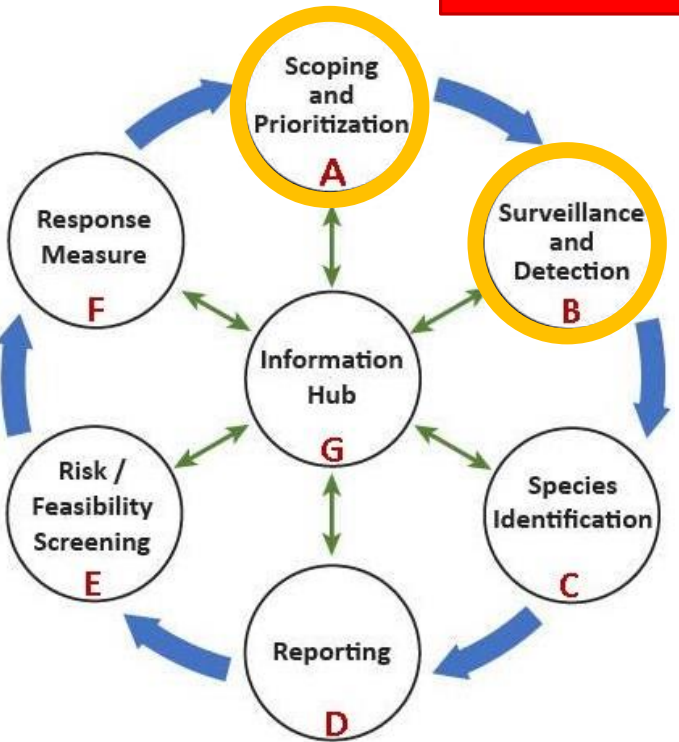 Scoping
and
Prioritization
A
Surveillance
and
Detection
B
Species
Identification
C
Reporting
D
Risk /
Feasibility
Screening
E
Response
Measure
F
Information
Hub
G